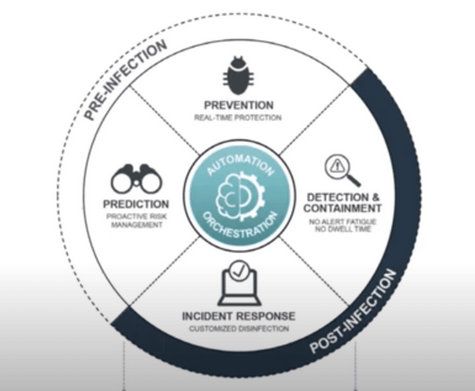 PRE-INFECTION
PREVENTION
REAL-TIME PROTECTION
PREDICTION
PROACTIVE RISK
MANAGEMENT
AUTOMATION
ORCHESTRATION
DETECTION &
CONTAINMENT
NO ALERT FATIGUE
NO DWELL TIME
INCIDENT RESPONSE
CUSTOMIZED DISINFECTION
POST-INFECTION